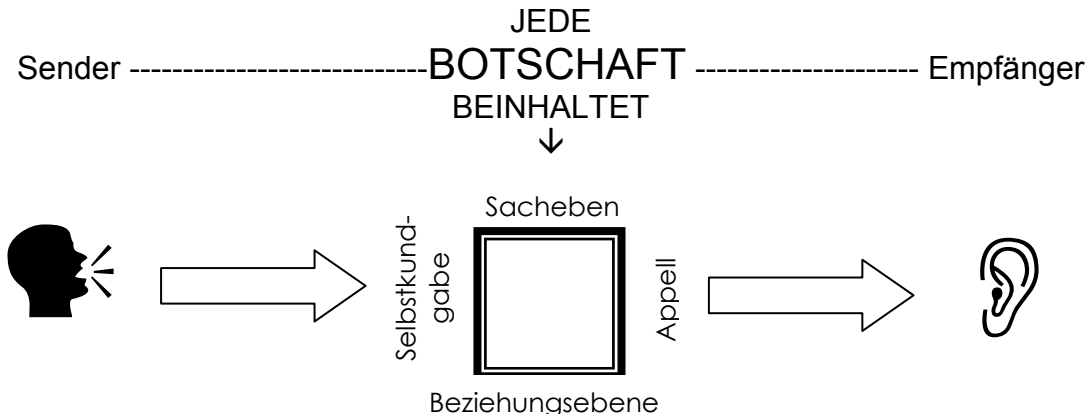 JEDE
Sender ----------------------------BOTSCHAFT --------------------- Empfänger
BEINHALTET
Sacheben
Selbstkund-
gabe
Appell
Beziehungsebene